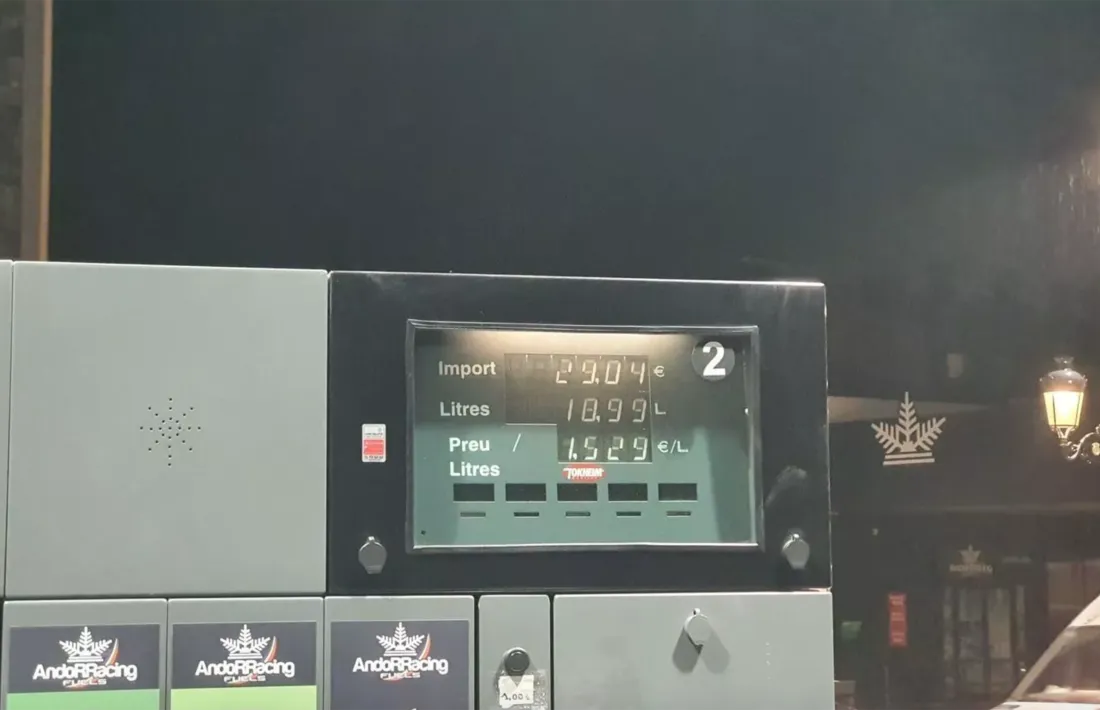 2
Import 29.04 €
Litres 18.99 L
Preu / 1.529 €/L
Litres
TOKHEIM
AndoRRacing
FUELS
AndoRRacing
FUELS
AndoRRacing
FUELS